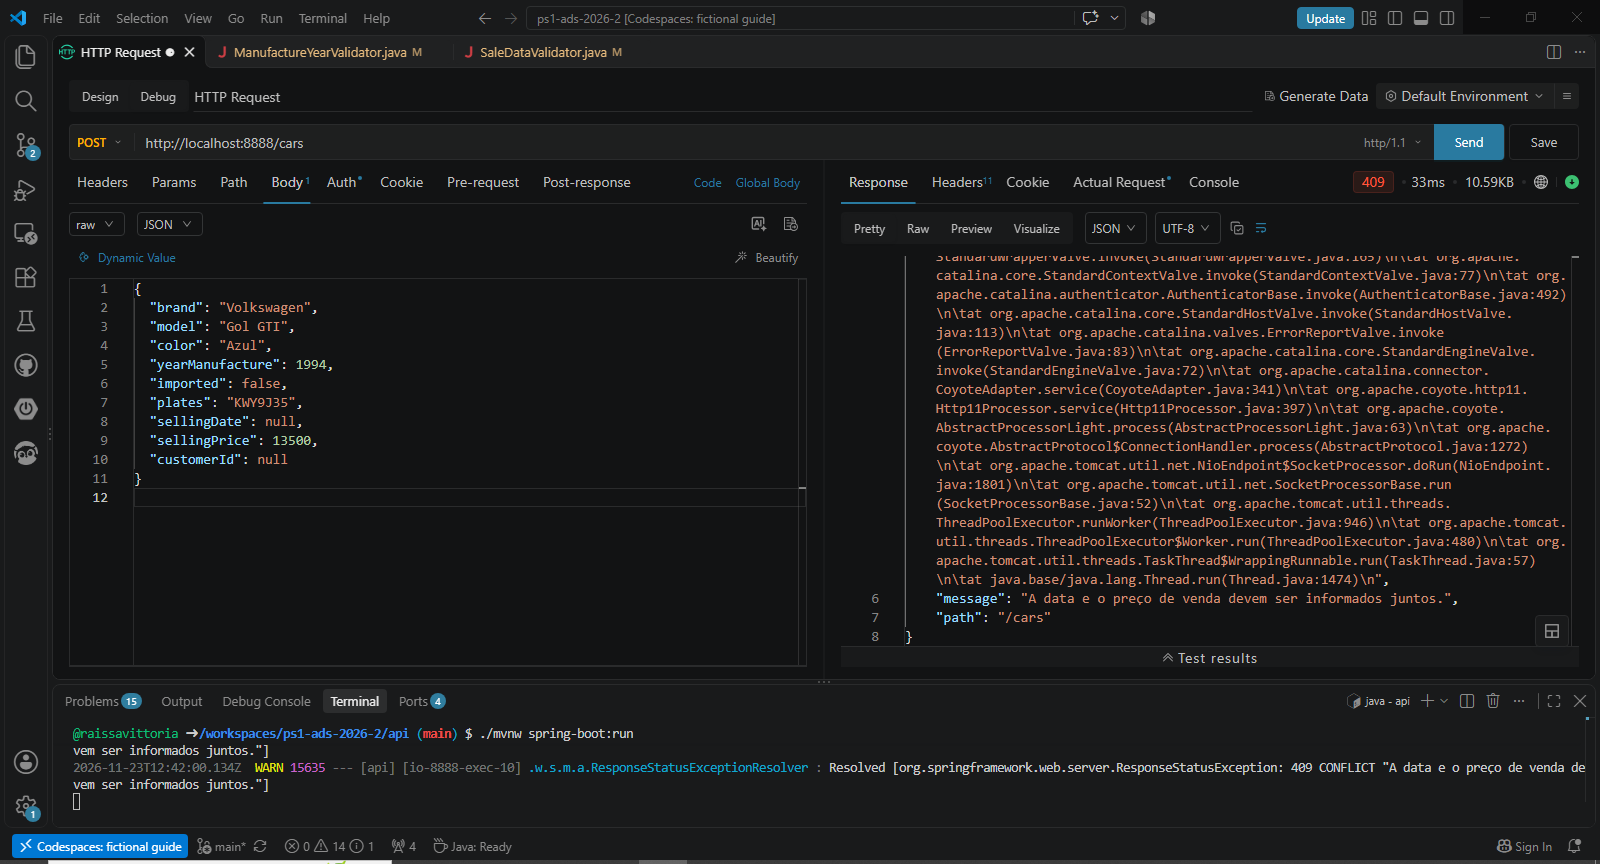 File Edit Selection View Go Run Terminal Help
ps1-ads-2026-2 [Codespaces: fictional guide]
Update
HTTP Request
ManufactureYearValidator.java M
SaleDataValidator.java M
Design Debug HTTP Request
Generate Data Default Environment
POST http://localhost:8888/cars http/1.1 Send Save
Headers Params Path Body 1 Auth Cookie Pre-request Post-response Code Global Body
raw JSON
Dynamic Value Beautify
1 {
2 "brand": "Volkswagen",
3 "model": "Gol GTI",
4 "color": "Azul",
5 "yearManufacture": 1994,
6 "imported": false,
7 "plates": "KWY9J35",
8 "sellingDate": null,
9 "sellingPrice": 13500,
10 "customerId": null
11 }
12
Response Headers 11 Cookie Actual Request Console 409 33ms 10.59KB
Pretty Raw Preview Visualize JSON UTF-8
StandardWrapperValve.invoke(StandardWrapperValve.java:165)\n\tat org.apache.
catalina.core.StandardContextValve.invoke(StandardContextValve.java:77)\n\tat org.
apache.catalina.authenticator.AuthenticatorBase.invoke(AuthenticatorBase.java:492)
\n\tat org.apache.catalina.core.StandardHostValve.invoke(StandardHostValve.
java:113)\n\tat org.apache.catalina.valves.ErrorReportValve.invoke
(ErrorReportValve.java:83)\n\tat org.apache.catalina.core.StandardEngineValve.
invoke(StandardEngineValve.java:72)\n\tat org.apache.catalina.connector.
CoyoteAdapter.service(CoyoteAdapter.java:341)\n\tat org.apache.coyote.http11.
Http11Processor.service(Http11Processor.java:397)\n\tat org.apache.coyote.
AbstractProcessorLight.process(AbstractProcessorLight.java:63)\n\tat org.apache.
coyote.AbstractProtocol$ConnectionHandler.process(AbstractProtocol.java:1272)
\n\tat org.apache.tomcat.util.net.NioEndpoint$SocketProcessor.doRun(NioEndpoint.
java:1801)\n\tat org.apache.tomcat.util.net.SocketProcessorBase.run
(SocketProcessorBase.java:52)\n\tat org.apache.tomcat.util.threads.
ThreadPoolExecutor.runWorker(ThreadPoolExecutor.java:946)\n\tat org.apache.tomcat.
util.threads.ThreadPoolExecutor$Worker.run(ThreadPoolExecutor.java:480)\n\tat org.
apache.tomcat.util.threads.TaskThread$WrappingRunnable.run(TaskThread.java:57)
\n\tat java.base/java.lang.Thread.run(Thread.java:1474)\n",
6 "message": "A data e o preço de venda devem ser informados juntos.",
7 "path": "/cars"
8 }
Test results
Problems 15 Output Debug Console Terminal Ports 4
java - api
@raissavittoria ➜/workspaces/ps1-ads-2026-2/api (main) $ ./mvnw spring-boot:run
vem ser informados juntos."]
2026-11-23T12:42:00.134Z WARN 15635 --- [api] [io-8888-exec-10] .w.s.m.a.ResponseStatusExceptionResolver : Resolved [org.springframework.web.server.ResponseStatusException: 409 CONFLICT "A data e o preço de venda de
vem ser informados juntos."]
2
1
Codespaces: fictional guide main* 0 14 1 4 Java: Ready
Sign In